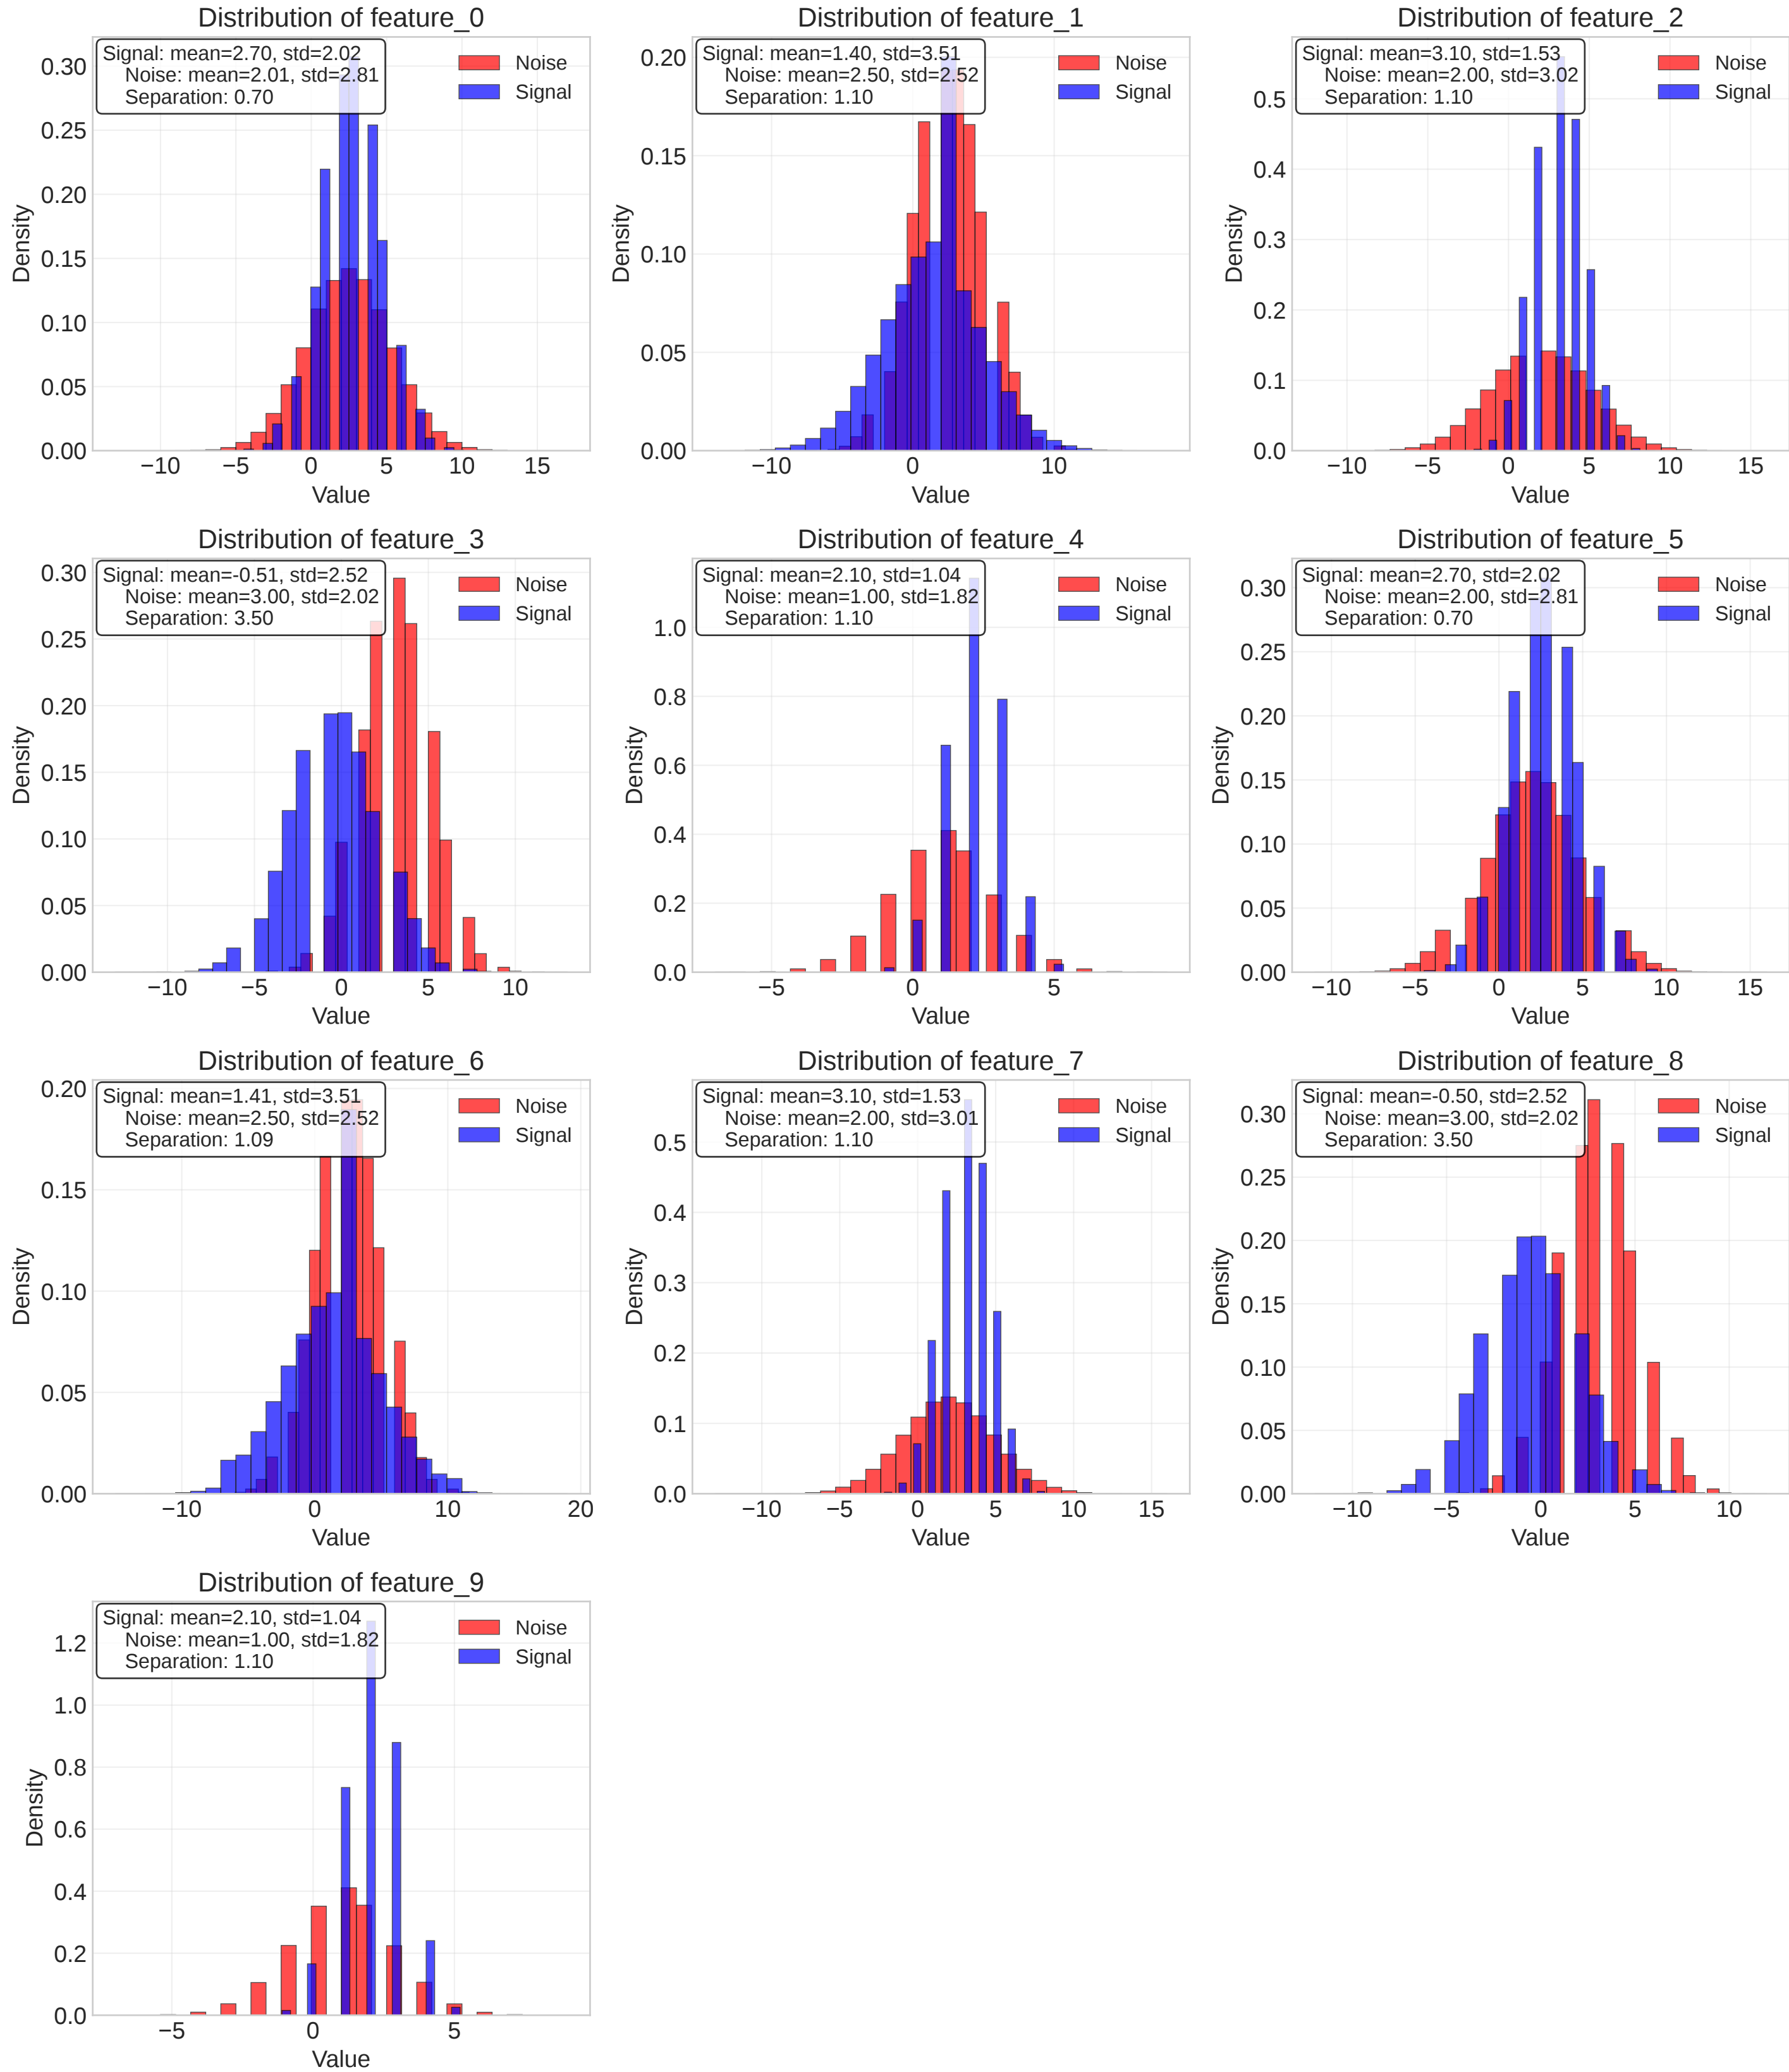 Distribution of feature_0
Signal: mean=2.70, std=2.02
Noise: mean=2.01, std=2.81
Separation: 0.70
Noise
Signal
0.30
0.25
0.20
0.15
0.10
0.05
0.00
Density
−10 −5 0 5 10 15
Value
Distribution of feature_1
Signal: mean=1.40, std=3.51
Noise: mean=2.50, std=2.52
Separation: 1.10
Noise
Signal
0.20
0.15
0.10
0.05
0.00
Density
−10 0 10
Value
Distribution of feature_2
Signal: mean=3.10, std=1.53
Noise: mean=2.00, std=3.02
Separation: 1.10
Noise
Signal
0.5
0.4
0.3
0.2
0.1
0.0
Density
−10 −5 0 5 10 15
Value
Distribution of feature_3
Signal: mean=-0.51, std=2.52
Noise: mean=3.00, std=2.02
Separation: 3.50
Noise
Signal
0.30
0.25
0.20
0.15
0.10
0.05
0.00
Density
−10 −5 0 5 10
Value
Distribution of feature_4
Signal: mean=2.10, std=1.04
Noise: mean=1.00, std=1.82
Separation: 1.10
Noise
Signal
1.0
0.8
0.6
0.4
0.2
0.0
Density
−5 0 5
Value
Distribution of feature_5
Signal: mean=2.70, std=2.02
Noise: mean=2.00, std=2.81
Separation: 0.70
Noise
Signal
0.30
0.25
0.20
0.15
0.10
0.05
0.00
Density
−10 −5 0 5 10 15
Value
Distribution of feature_6
Signal: mean=1.41, std=3.51
Noise: mean=2.50, std=2.52
Separation: 1.09
Noise
Signal
0.20
0.15
0.10
0.05
0.00
Density
−10 0 10 20
Value
Distribution of feature_7
Signal: mean=3.10, std=1.53
Noise: mean=2.00, std=3.01
Separation: 1.10
Noise
Signal
0.5
0.4
0.3
0.2
0.1
0.0
Density
−10 −5 0 5 10 15
Value
Distribution of feature_8
Signal: mean=-0.50, std=2.52
Noise: mean=3.00, std=2.02
Separation: 3.50
Noise
Signal
0.30
0.25
0.20
0.15
0.10
0.05
0.00
Density
−10 −5 0 5 10
Value
Distribution of feature_9
Signal: mean=2.10, std=1.04
Noise: mean=1.00, std=1.82
Separation: 1.10
Noise
Signal
1.2
1.0
0.8
0.6
0.4
0.2
0.0
Density
−5 0 5
Value